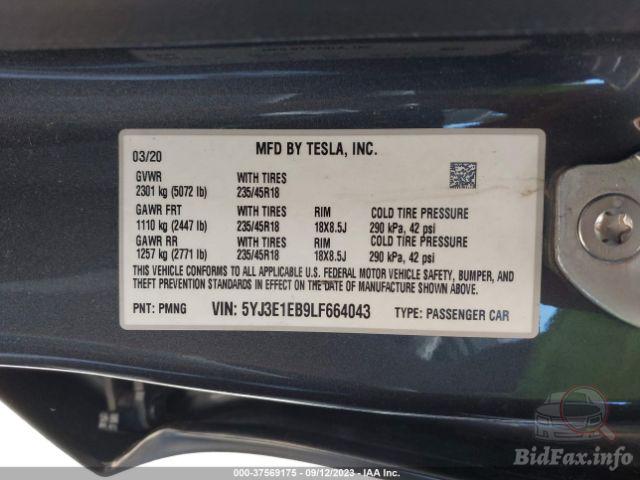 03/20 MFD BY TESLA, INC.
GVWR WITH TIRES
2301 kg (5072 lb) 235/45R18
GAWR FRT WITH TIRES RIM COLD TIRE PRESSURE
1110 kg (2447 lb) 235/45R18 18X8.5J 290 kPa, 42 psi
GAWR RR WITH TIRES RIM COLD TIRE PRESSURE
1257 kg (2771 lb) 235/45R18 18X8.5J 290 kPa, 42 psi
THIS VEHICLE CONFORMS TO ALL APPLICABLE U.S. FEDERAL MOTOR VEHICLE SAFETY, BUMPER, AND
THEFT PREVENTION STANDARDS IN EFFECT ON THE DATE OF MANUFACTURE SHOWN ABOVE.
PNT: PMNG VIN: 5YJ3E1EB9LF664043 TYPE: PASSENGER CAR
BidFax.info
000-37569175 - 09/12/2023 - IAA Inc.